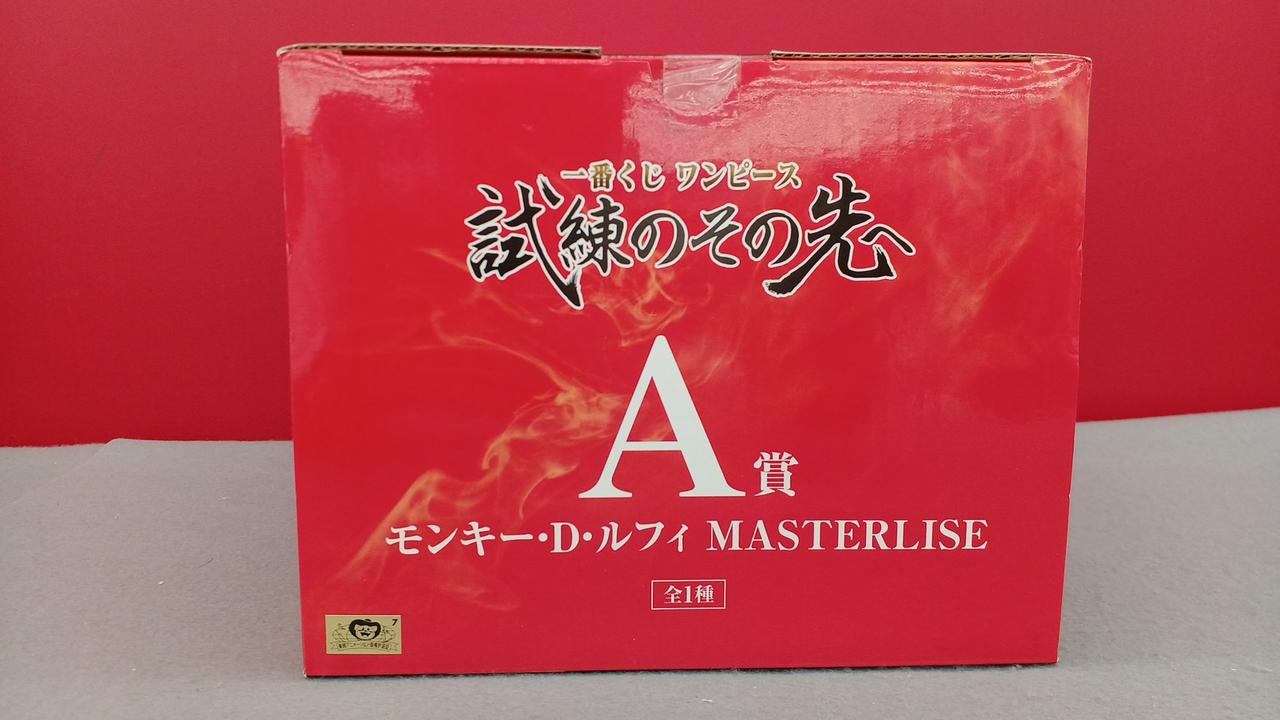 一番くじ ワンピース
試練のその先へ
A賞
モンキー・D・ルフィ MASTERLISE
全1種
7